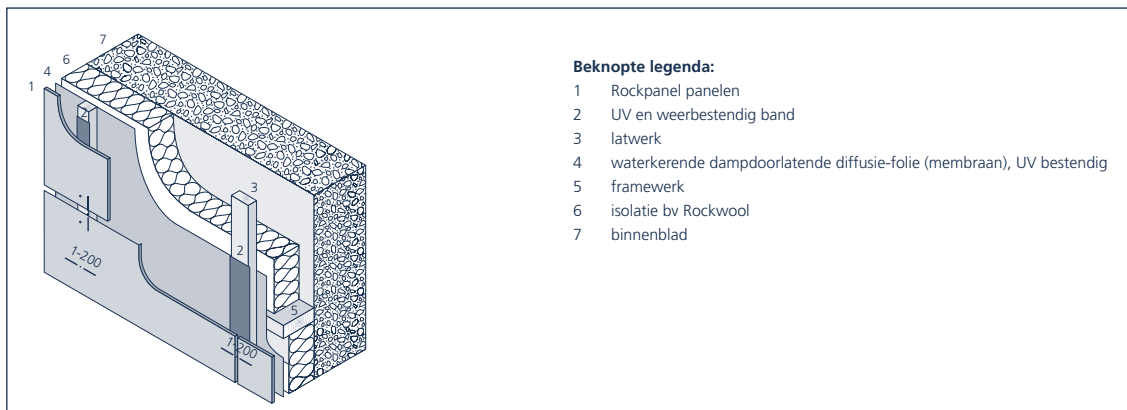 7
6
4
1
2
3
2
1-200
5
1-200
Beknopte legenda:
1 Rockpanel panelen
2 UV en weerbestendig band
3 latwerk
4 waterkerende dampdoorlatende diffusie-folie (membraan), UV bestendig
5 framewerk
6 isolatie bv Rockwool
7 binnenblad